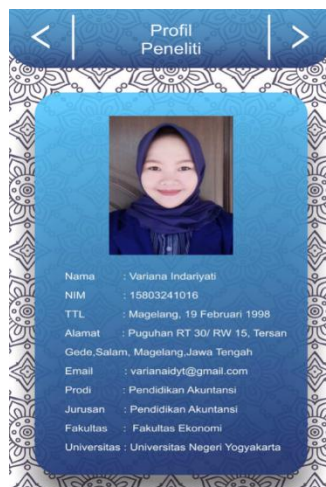 Profil
Peneliti
Nama : Variana Indariyati
NIM : 15803241016
TTL : Magelang, 19 Februari 1998
Alamat : Puguhan RT 30/ RW 15, Tersan
Gede,Salam, Magelang,Jawa Tengah
Email : varianaidyt@gmail.com
Prodi : Pendidikan Akuntansi
Jurusan : Pendidikan Akuntansi
Fakultas : Fakultas Ekonomi
Universitas : Universitas Negeri Yogyakarta